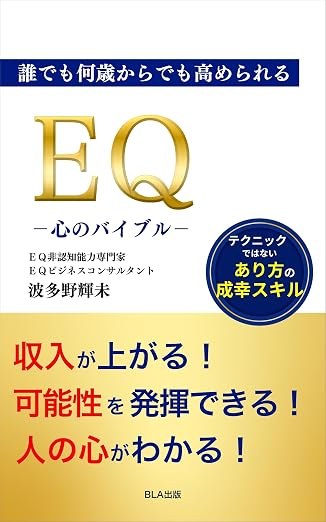 誰でも何歳からでも高められる
EQ
−心のバイブル−
EQ非認知能力専門家
EQビジネスコンサルタント
波多野輝未
テクニック
ではない
あり方の
成幸スキル
収入が上がる！
可能性を発揮できる！
人の心がわかる！
BLA出版